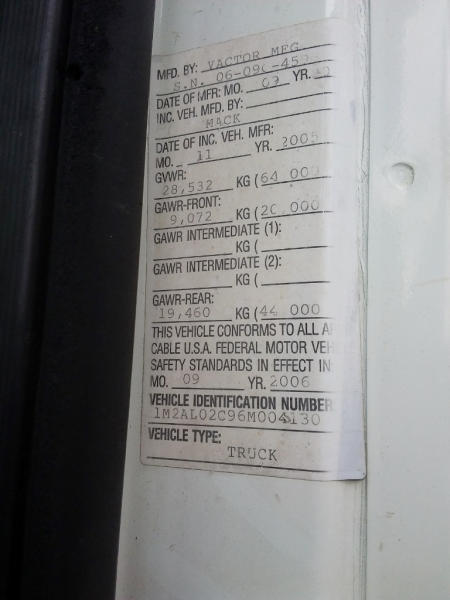 MFD. BY: VACTOR MFG
S.N. 06-09
DATE OF MFR: MO. 09 YR.
INC. VEH. MFD. BY:
MACK
DATE OF INC. VEH. MFR:
MO. 11 YR. 2005
GVWR:
28,532 KG (64 000
GAWR-FRONT:
9,072 KG (20,000
GAWR INTERMEDIATE (1):
KG (
GAWR INTERMEDIATE (2):
KG (
GAWR-REAR:
19,460 KG (44 000
THIS VEHICLE CONFORMS TO ALL
CABLE U.S.A. FEDERAL MOTOR VEH
SAFETY STANDARDS IN EFFECT IN
MO. 09 YR. 2006
VEHICLE IDENTIFICATION NUMBER
VEHICLE TYPE:
TRUCK